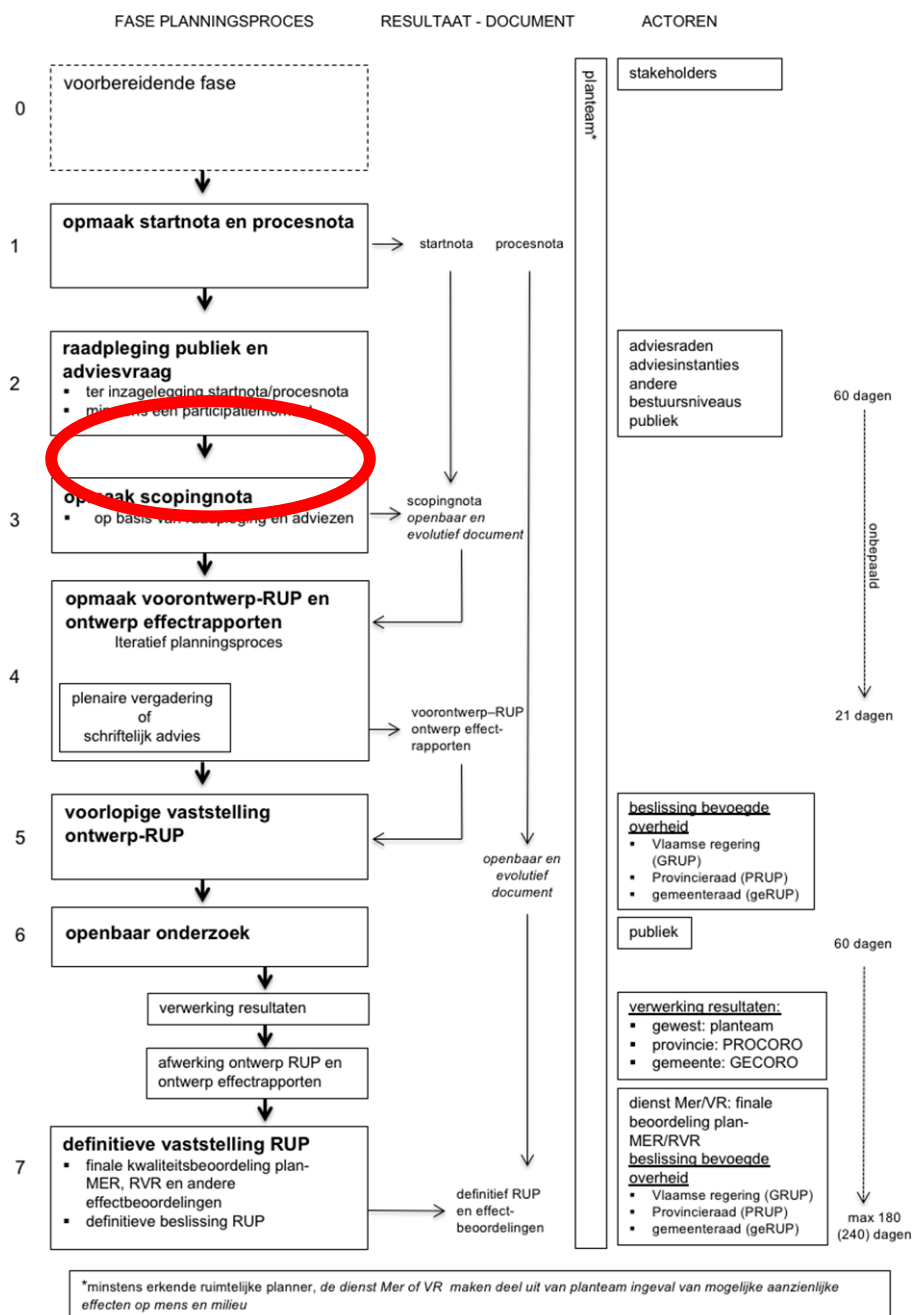 FASE PLANNINGSPROCES
RESULTAAT - DOCUMENT
ACTOREN
0
voorbereidende fase
planteam*
stakeholders
1
opmaak startnota en procesnota
startnota
procesnota
2
raadpleging publiek en
adviesvraag
▪ ter inzagelegging startnota/procesnota
▪ minstens een participatiemoment
adviesraden
adviesinstanties
andere
bestuursniveaus
publiek
60 dagen
3
opmaak scopingnota
▪ op basis van raadpleging en adviezen
scopingnota
openbaar en
evolutief document
onbepaald
4
opmaak voorontwerp-RUP en
ontwerp effectrapporten
Iteratief planningsproces
plenaire vergadering
of
schriftelijk advies
voorontwerp–RUP
ontwerp effect-
rapporten
21 dagen
5
voorlopige vaststelling
ontwerp-RUP
openbaar en
evolutief
document
beslissing bevoegde
overheid
▪ Vlaamse regering
(GRUP)
▪ Provincieraad (PRUP)
▪ gemeenteraad (geRUP)
6
openbaar onderzoek
publiek
60 dagen
verwerking resultaten
afwerking ontwerp RUP en
ontwerp effectrapporten
verwerking resultaten:
▪ gewest: planteam
▪ provincie: PROCORO
▪ gemeente: GECORO
7
definitieve vaststelling RUP
▪ finale kwaliteitsbeoordeling plan-
MER, RVR en andere
effectbeoordelingen
▪ definitieve beslissing RUP
definitief RUP
en effect-
beoordelingen
dienst Mer/VR: finale
beoordeling plan-
MER/RVR
beslissing bevoegde
overheid
▪ Vlaamse regering (GRUP)
▪ Provincieraad (PRUP)
▪ gemeenteraad (geRUP)
max 180
(240) dagen
*minstens erkende ruimtelijke planner, de dienst Mer of VR maken deel uit van planteam ingeval van mogelijke aanzienlijke
effecten op mens en milieu